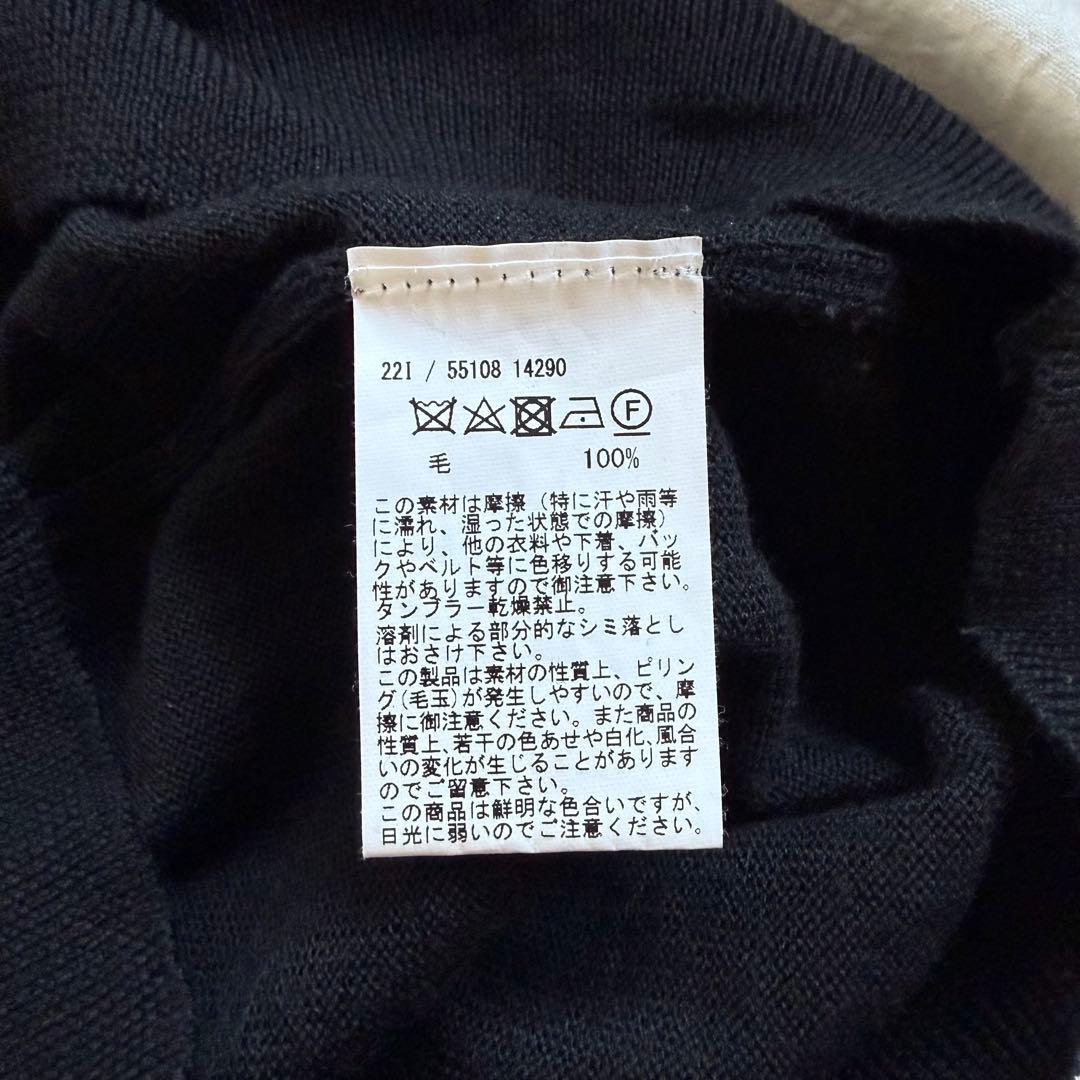 22I / 55108 14290
F
毛 100%
この素材は摩擦（特に汗や雨等
に濡れ、湿った状態での摩擦）
により、他の衣料や下着、バッ
クやベルト等に色移りする可能
性がありますので御注意下さい。
タンブラー乾燥禁止。
溶剤による部分的なシミ落とし
はおさけ下さい。
この製品は素材の性質上、ピリン
グ(毛玉)が発生しやすいので、摩
擦に御注意ください。また商品の
性質上、若干の色あせや白化、風合
いの変化が生じることがあります
のでご留意下さい。
この商品は鮮明な色合いですが、
日光に弱いのでご注意ください。